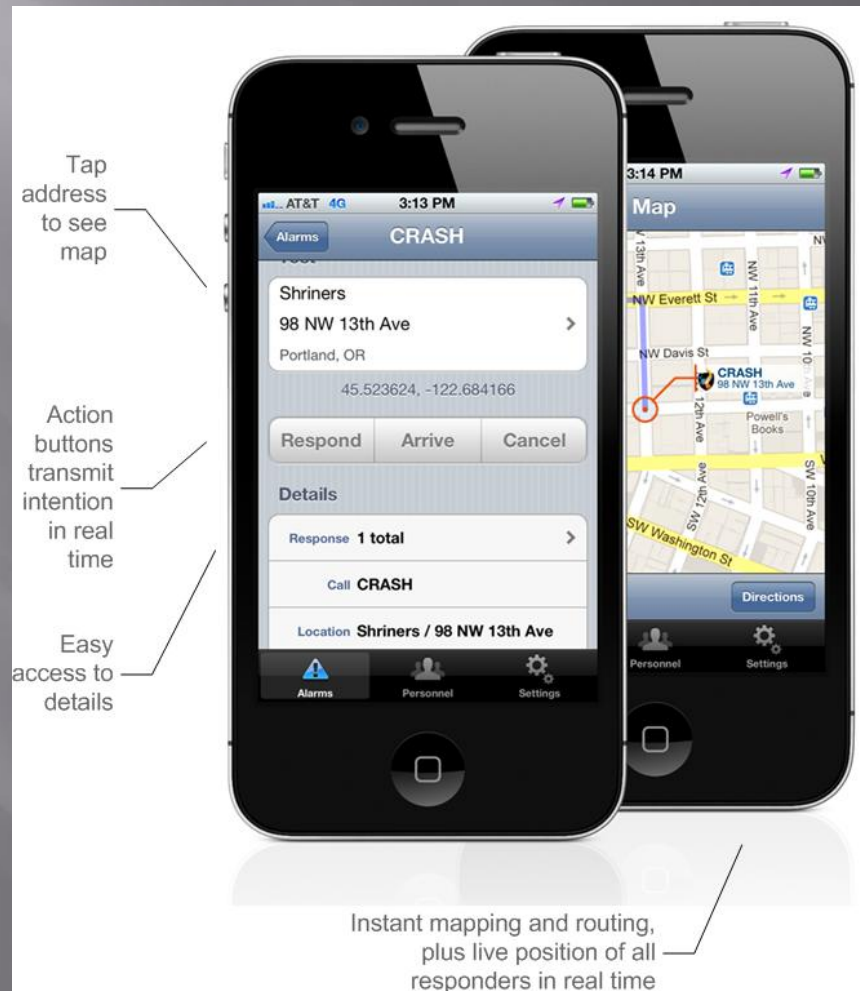 Tap
address
to see
map
Action
buttons
transmit
intention
in real
time
Easy
access to
details
AT&T 4G 3:13 PM
Alarms CRASH
Shriners
98 NW 13th Ave
Portland, OR
45.523624, -122.684166
Respond Arrive Cancel
Details
Response 1 total
Call CRASH
Location Shriners / 98 NW 13th Ave
Alarms Personnel Settings
3:14 PM
Map
13th Ave
NW 11th Ave
NW Everett St
NW Davis St
NW 10th Ave
CRASH
98 NW 13th Ave
12th Ave
Powell's
Books
SW 12th Ave
SW 10th Ave
SW Washington St
Directions
Personnel Settings
Instant mapping and routing,
plus live position of all
responders in real time